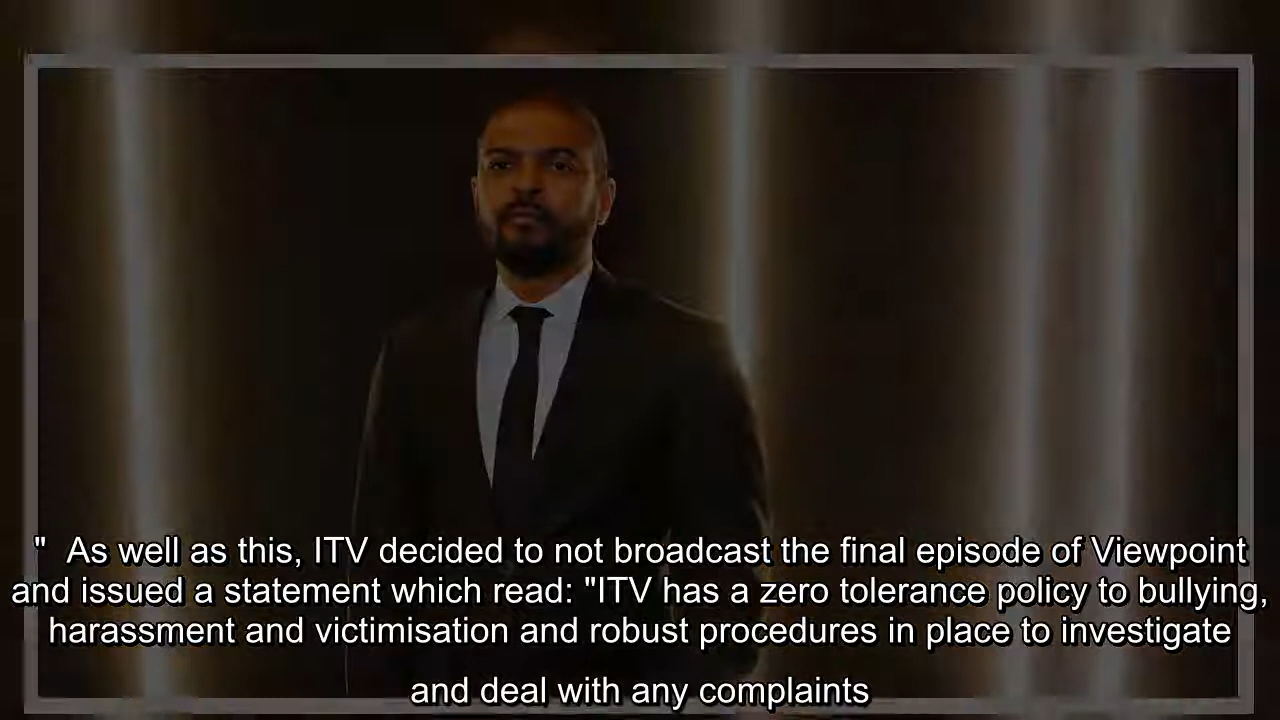 " As well as this, ITV decided to not broadcast the final episode of Viewpoint
and issued a statement which read: "ITV has a zero tolerance policy to bullying,
harassment and victimisation and robust procedures in place to investigate
and deal with any complaints